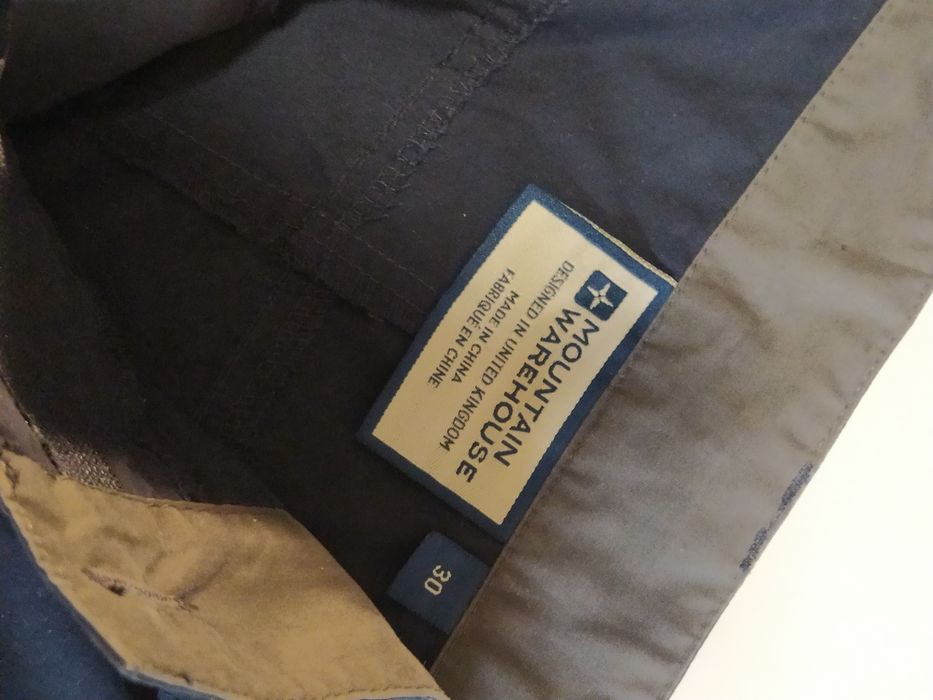 MOUNTAIN
WAREHOUSE
DESIGNED IN UNITED KINGDOM
MADE IN CHINA
FABRIQUÉ EN CHINE
30